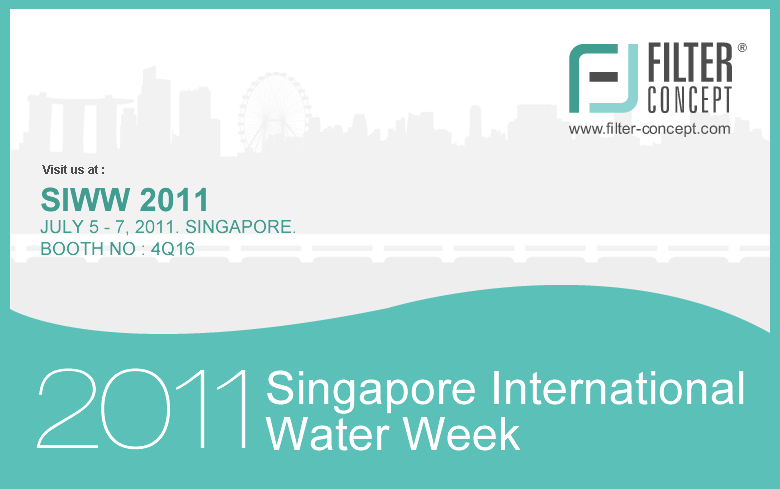 FILTER®
CONCEPT
www.filter-concept.com
Visit us at :
SIWW 2011
JULY 5 - 7, 2011. SINGAPORE.
BOOTH NO : 4Q16
2011 Singapore International
Water Week